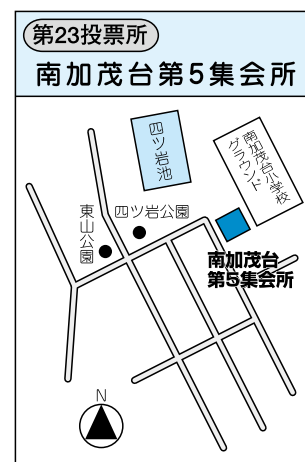 第23投票所
南加茂台第5集会所
四ツ岩池
南加茂台小学校
グラウンド
東山公園
四ツ岩公園
南加茂台
第5集会所
N